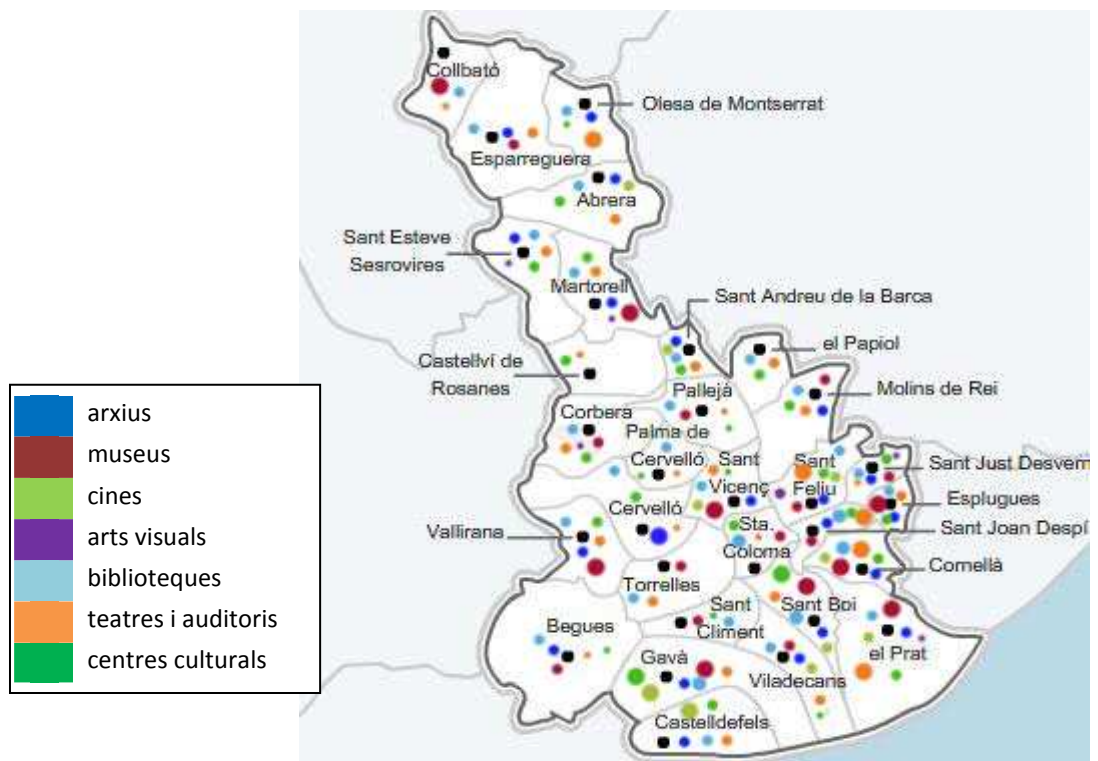 Collbató
Olesa de Montserrat
Esparreguera
Abrera
Sant Esteve
Sesrovires
Martorell
Sant Andreu de la Barca
el Papiol
Castellví de
Rosanes
Pallejà
Molins de Rei
Corbera
Palma de
Cervelló
Sant
Vicenç
Sant
Feliu
Sant Just Desvern
Esplugues
Vallirana
Cervelló
Sta.
Coloma
Sant Joan Despí
Cornellà
Torrelles
Sant
Climent
Sant Boi
Begues
el Prat
Gavà
Viladecans
Castelldefels
arxius
museus
cines
arts visuals
biblioteques
teatres i auditoris
centres culturals